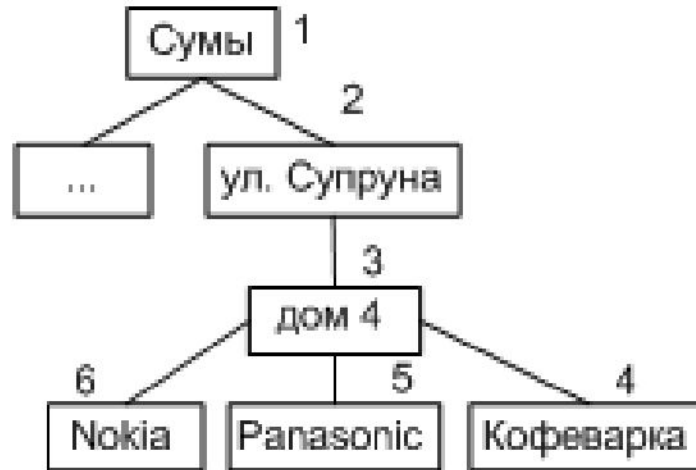 Сумы 1
2
... ул. Супруна
3
дом 4
6 5 4
Nokia Panasonic Кофеварка